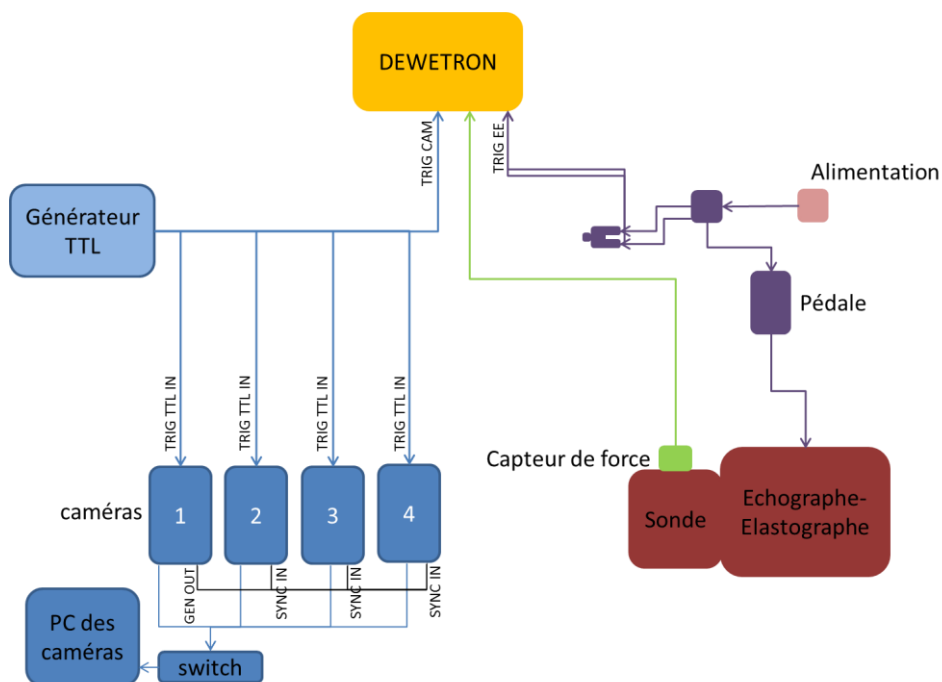 DEWETRON
TRIG CAM
TRIG EE
Alimentation
Générateur
TTL
Pédale
TRIG TTL IN
TRIG TTL IN
TRIG TTL IN
TRIG TTL IN
Capteur de force
caméras
1
2
3
4
Sonde
Echographe-
Elastographe
GEN OUT
SYNC IN
SYNC IN
SYNC IN
PC des
caméras
switch